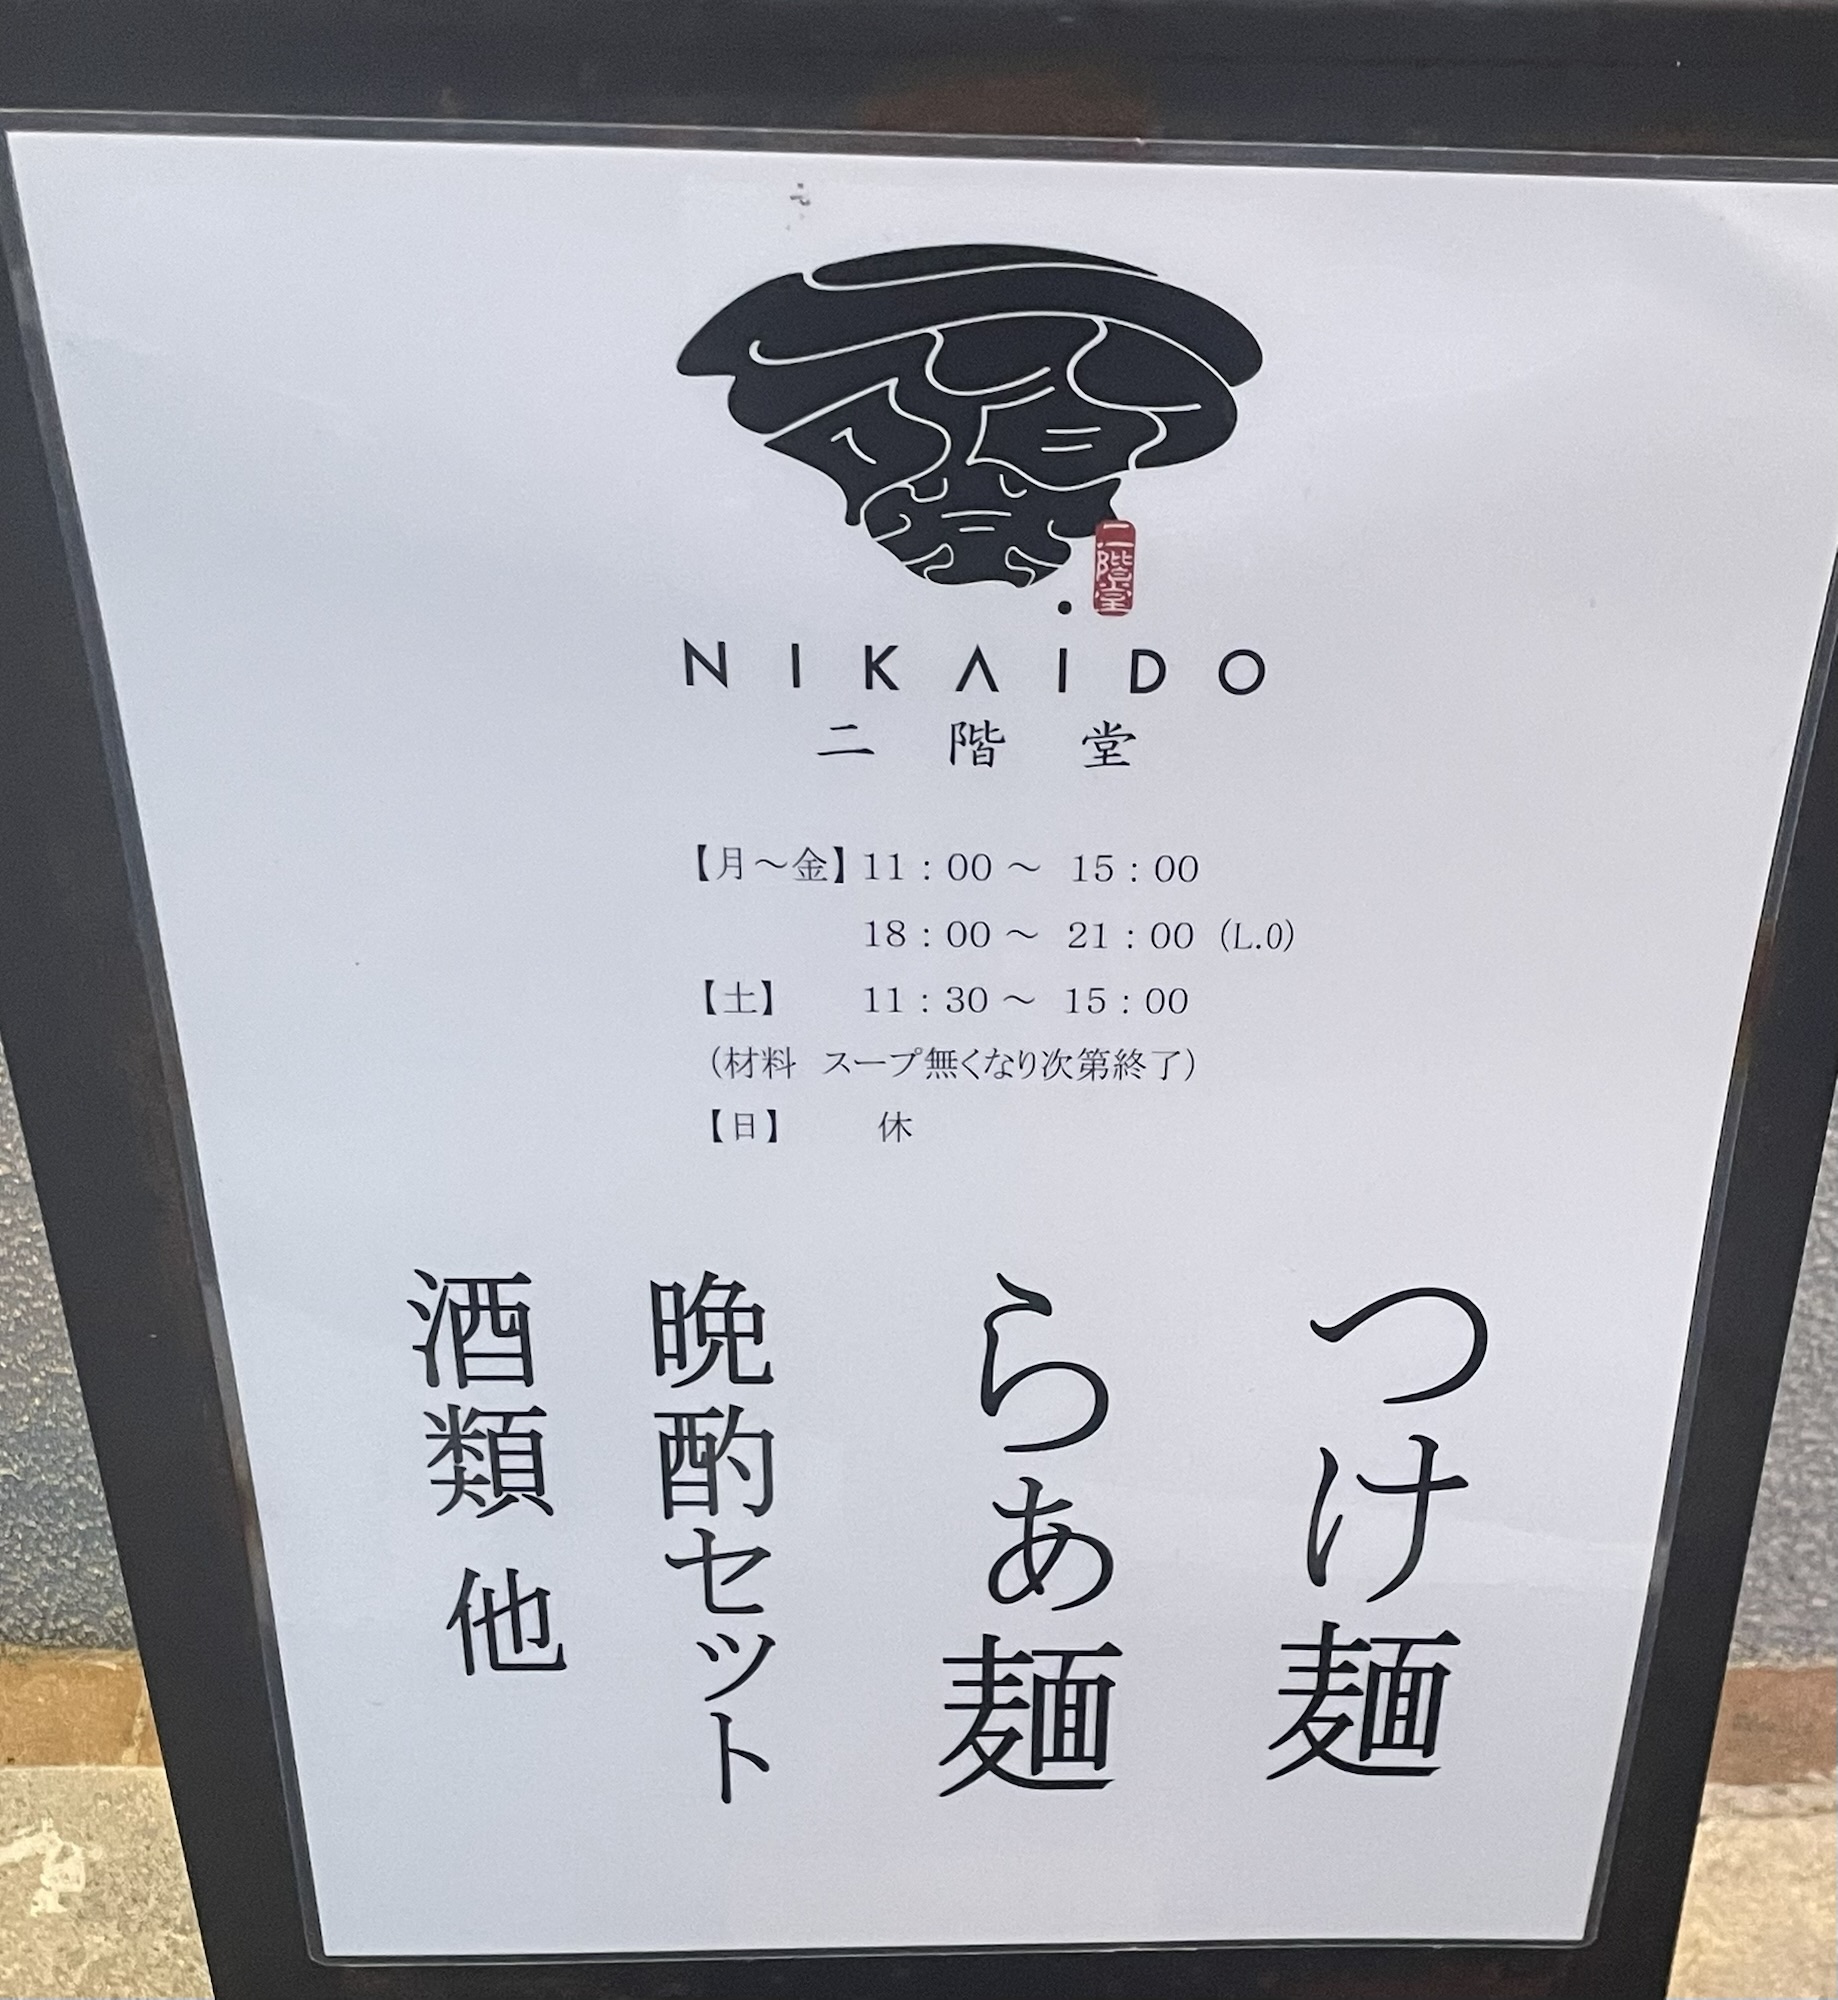 二階堂
NIKAIDO
二階堂
【月～金】11：00～ 15：00
18：00～ 21：00（L.O）
【土】 11：30～ 15：00
（材料 スープ無くなり次第終了）
【日】 休
つけ麺
らぁ麺
晩酌セット
酒類 他